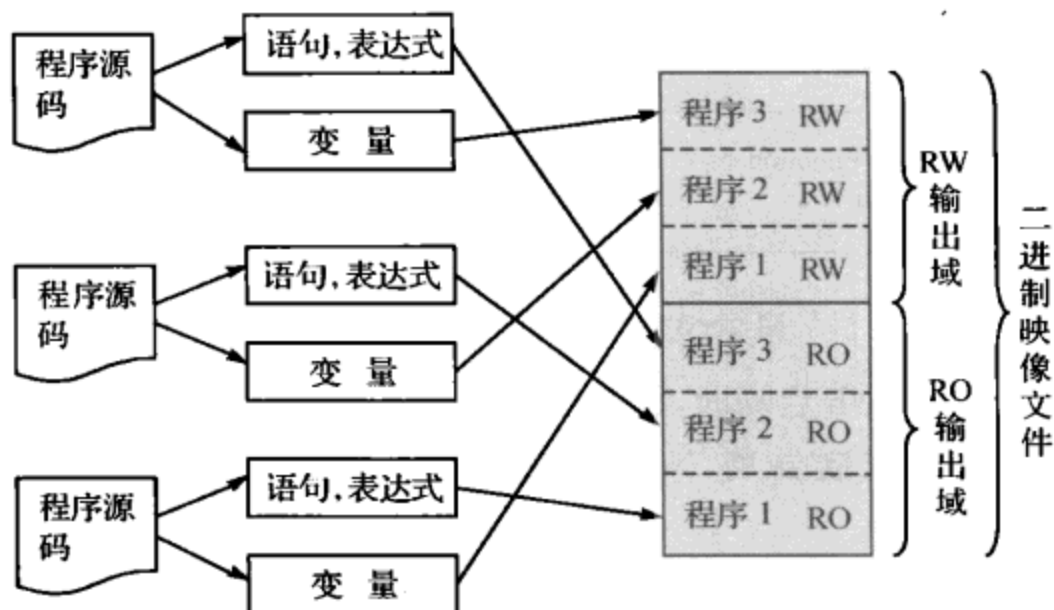 程序源
码
语句,表达式
变 量
程序源
码
语句,表达式
变 量
程序源
码
语句,表达式
变 量
程序 3 RW
程序 2 RW
程序 1 RW
程序 3 RO
程序 2 RO
程序 1 RO
RW
输
出
域
RO
输
出
域
二
进
制
映
像
文
件